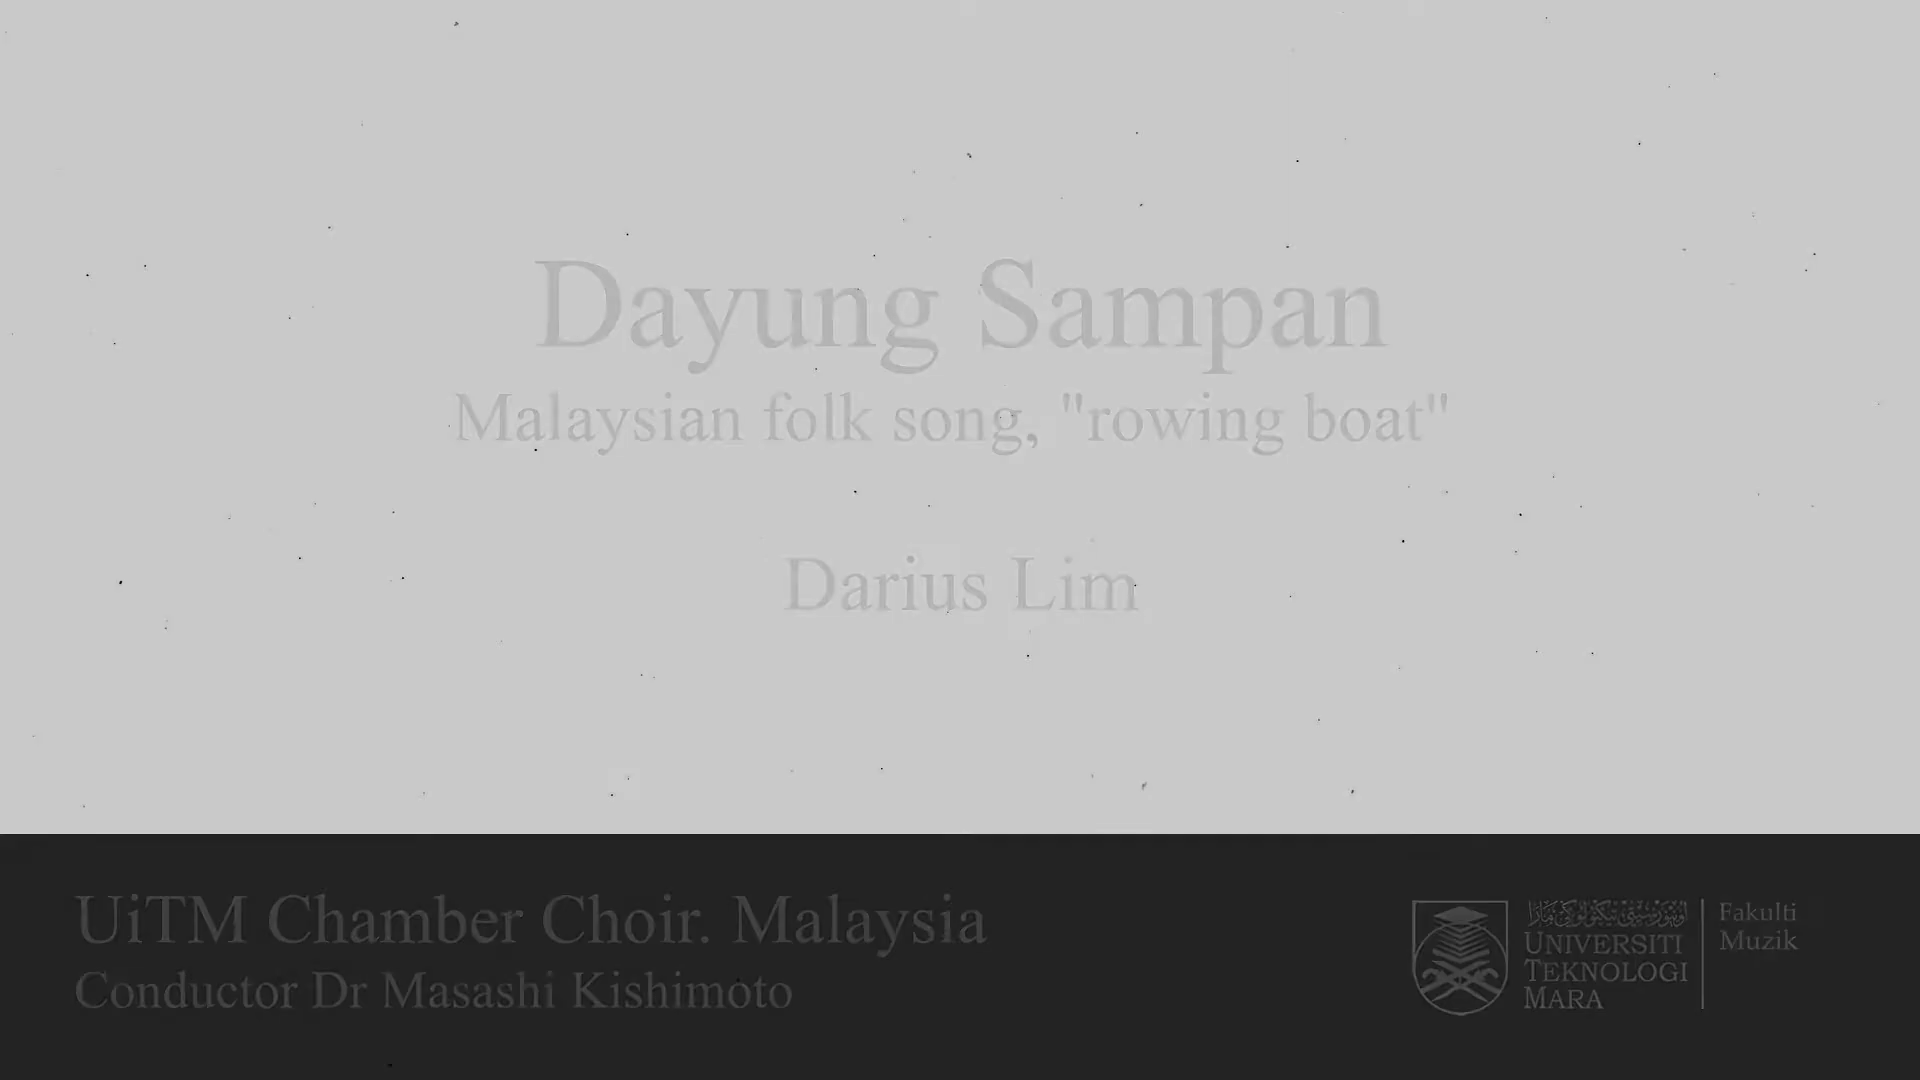 Dayung Sampan
Malaysian folk song, "rowing boat"
Darius Lim
UiTM Chamber Choir. Malaysia
Conductor Dr Masashi Kishimoto
UNIVERSITI
TEKNOLOGI
MARA
Fakulti
Muzik